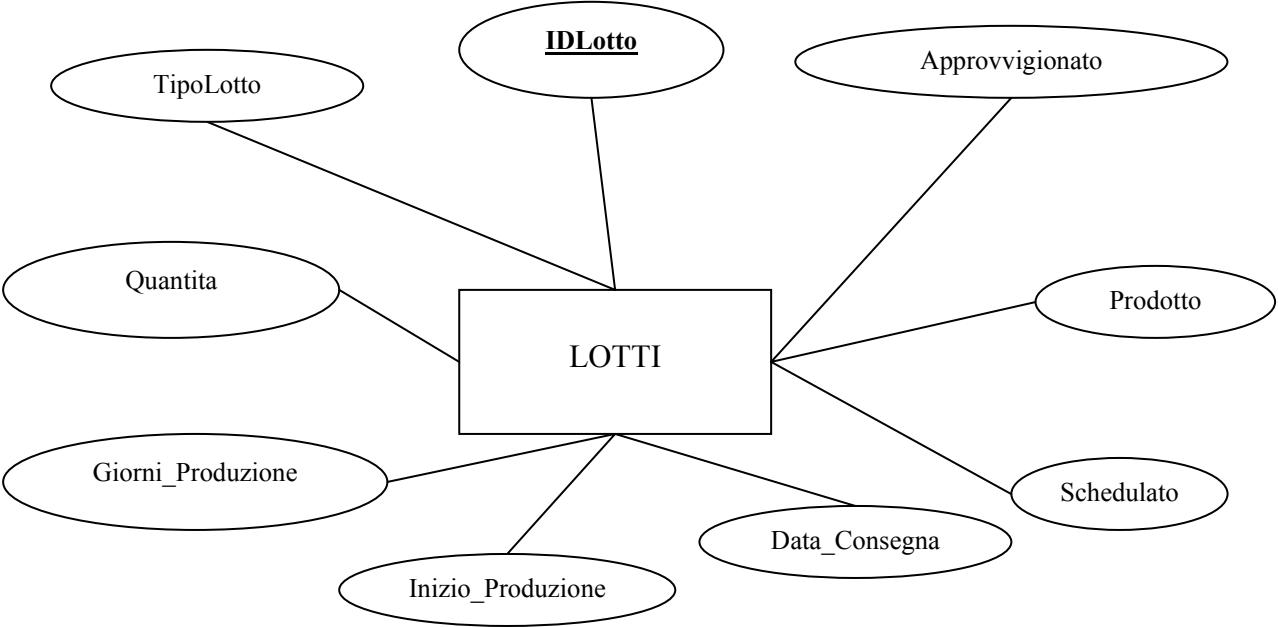 IDLotto
Approvvigionato
TipoLotto
Quantita
Prodotto
LOTTI
Giorni_Produzione
Schedulato
Data_Consegna
Inizio_Produzione